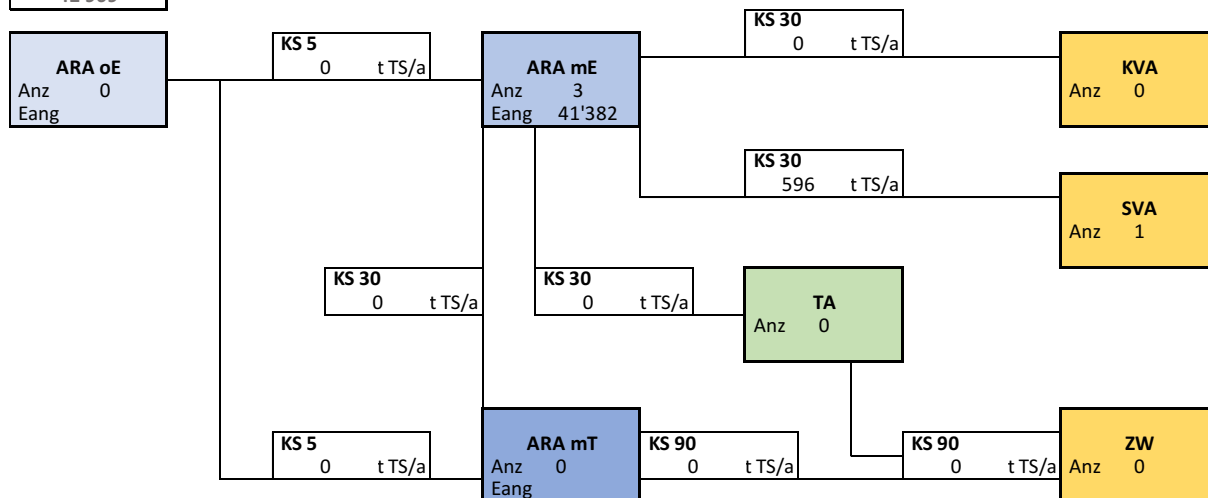 KS 30
0 t TS/a
KS 5
0 t TS/a
ARA oE
Anz 0
Eang
ARA mE
Anz 3
Eang 41'382
KVA
Anz 0
KS 30
596 t TS/a
SVA
Anz 1
KS 30
0 t TS/a
KS 30
0 t TS/a
TA
Anz 0
KS 5
0 t TS/a
ARA mT
Anz 0
Eang
KS 90
0 t TS/a
KS 90
0 t TS/a
ZW
Anz 0